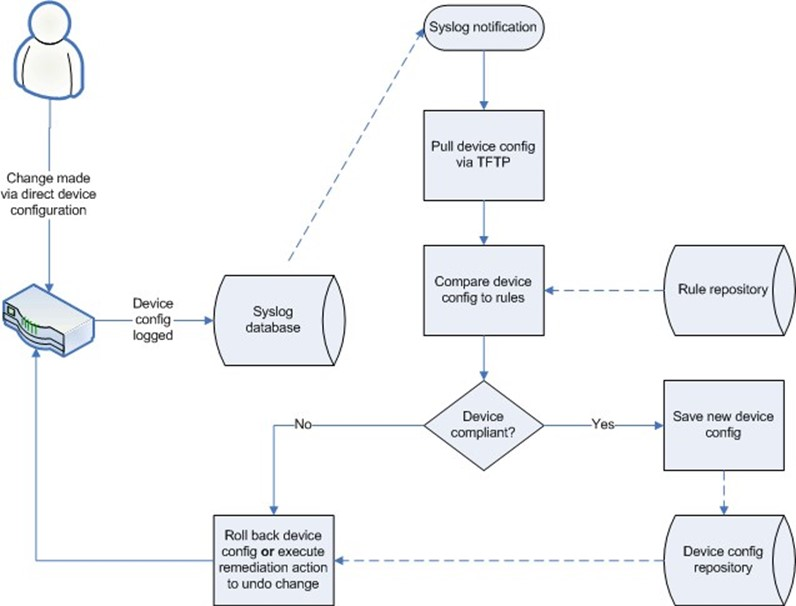 Syslog notification
Pull device config
via TFTP
Change made
via direct device
configuration
Compare device
config to rules
Rule repository
Device
config
logged
Syslog
database
Device
compliant?
No
Yes
Save new device
config
Roll back device
config or execute
remediation action
to undo change
Device config
repository